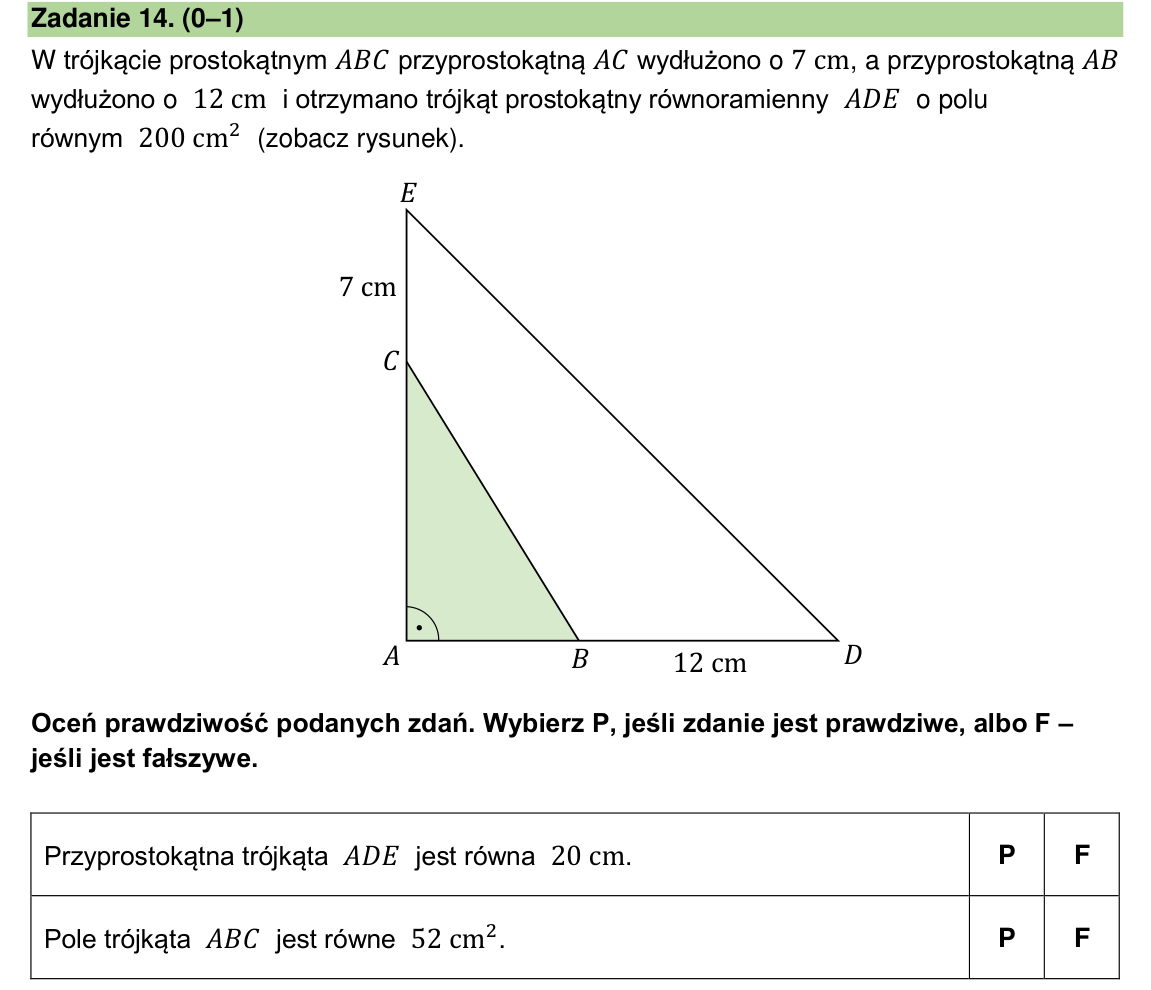 Zadanie 14. (0–1)
W trójkącie prostokątnym ABC przyprostokątną AC wydłużono o 7 cm, a przyprostokątną AB
wydłużono o 12 cm i otrzymano trójkąt prostokątny równoramienny ADE o polu
równym 200 cm² (zobacz rysunek).
E
7 cm
C
A
B
12 cm
D
Oceń prawdziwość podanych zdań. Wybierz P, jeśli zdanie jest prawdziwe, albo F –
jeśli jest fałszywe.
Przyprostokątna trójkąta ADE jest równa 20 cm. P F
Pole trójkąta ABC jest równe 52 cm². P F